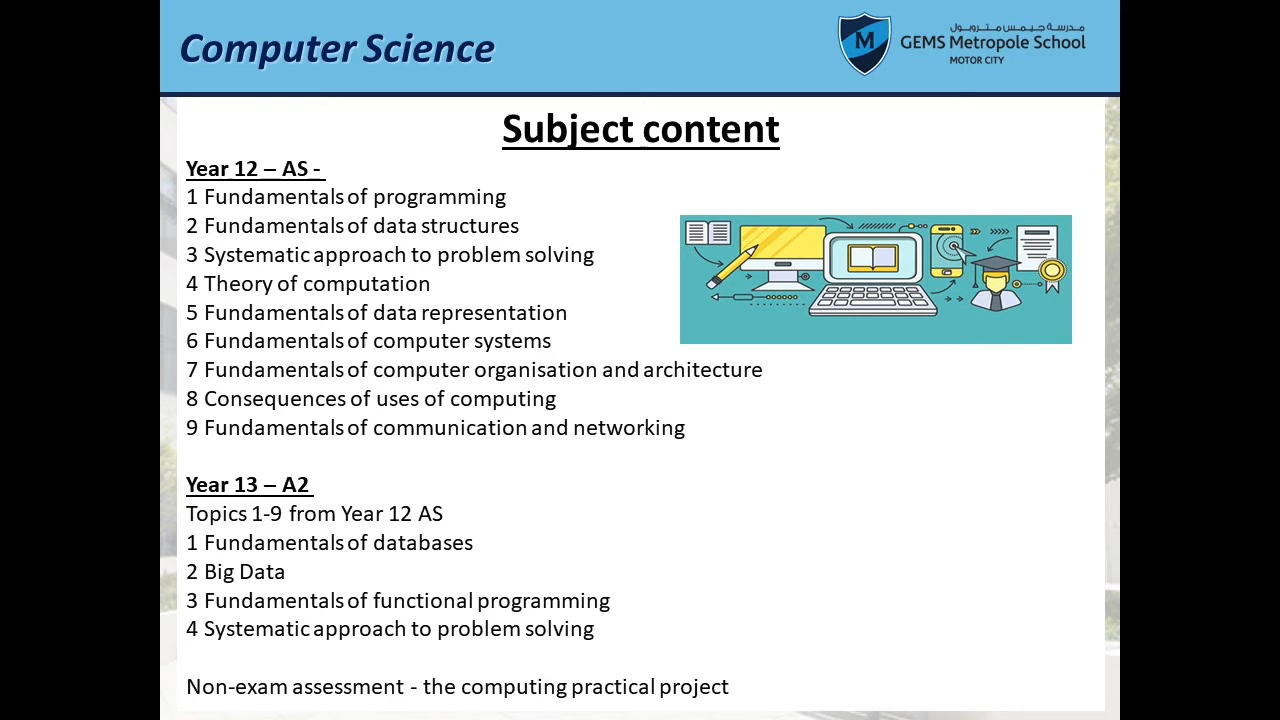 Computer Science
مدرسة جيمس متروبول
GEMS Metropole School
MOTOR CITY
M
Subject content
Year 12 – AS -
1 Fundamentals of programming
2 Fundamentals of data structures
3 Systematic approach to problem solving
4 Theory of computation
5 Fundamentals of data representation
6 Fundamentals of computer systems
7 Fundamentals of computer organisation and architecture
8 Consequences of uses of computing
9 Fundamentals of communication and networking
Year 13 – A2
Topics 1-9 from Year 12 AS
1 Fundamentals of databases
2 Big Data
3 Fundamentals of functional programming
4 Systematic approach to problem solving
Non-exam assessment - the computing practical project